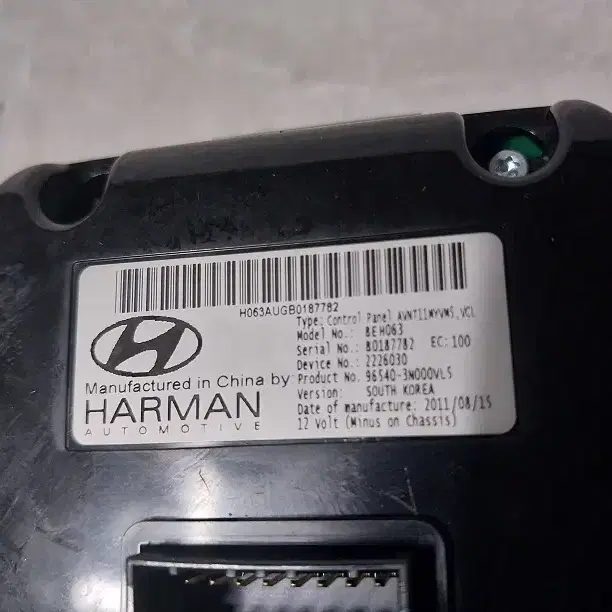 H063AUGB0187782
Type: Control Panel AVNT11MYVWS,VCL
Model No.: BEH063
Serial No.: B0187782 EC:100
Device No.: 2226030
Product No. 96540-3N000VLS
Version: SOUTH KOREA
Date of manufacture: 2011/08/15
12 Volt (Minus on Chassis)
Manufactured in China by:
HARMAN
AUTOMOTIVE